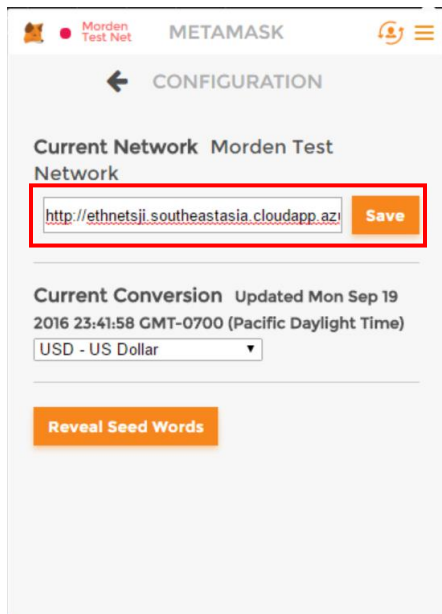 Morden
Test Net
METAMASK
CONFIGURATION
Current Network Morden Test
Network
http://ethnetsji.southeastasia.cloudapp.azu
Save
Current Conversion Updated Mon Sep 19
2016 23:41:58 GMT-0700 (Pacific Daylight Time)
USD - US Dollar
Reveal Seed Words